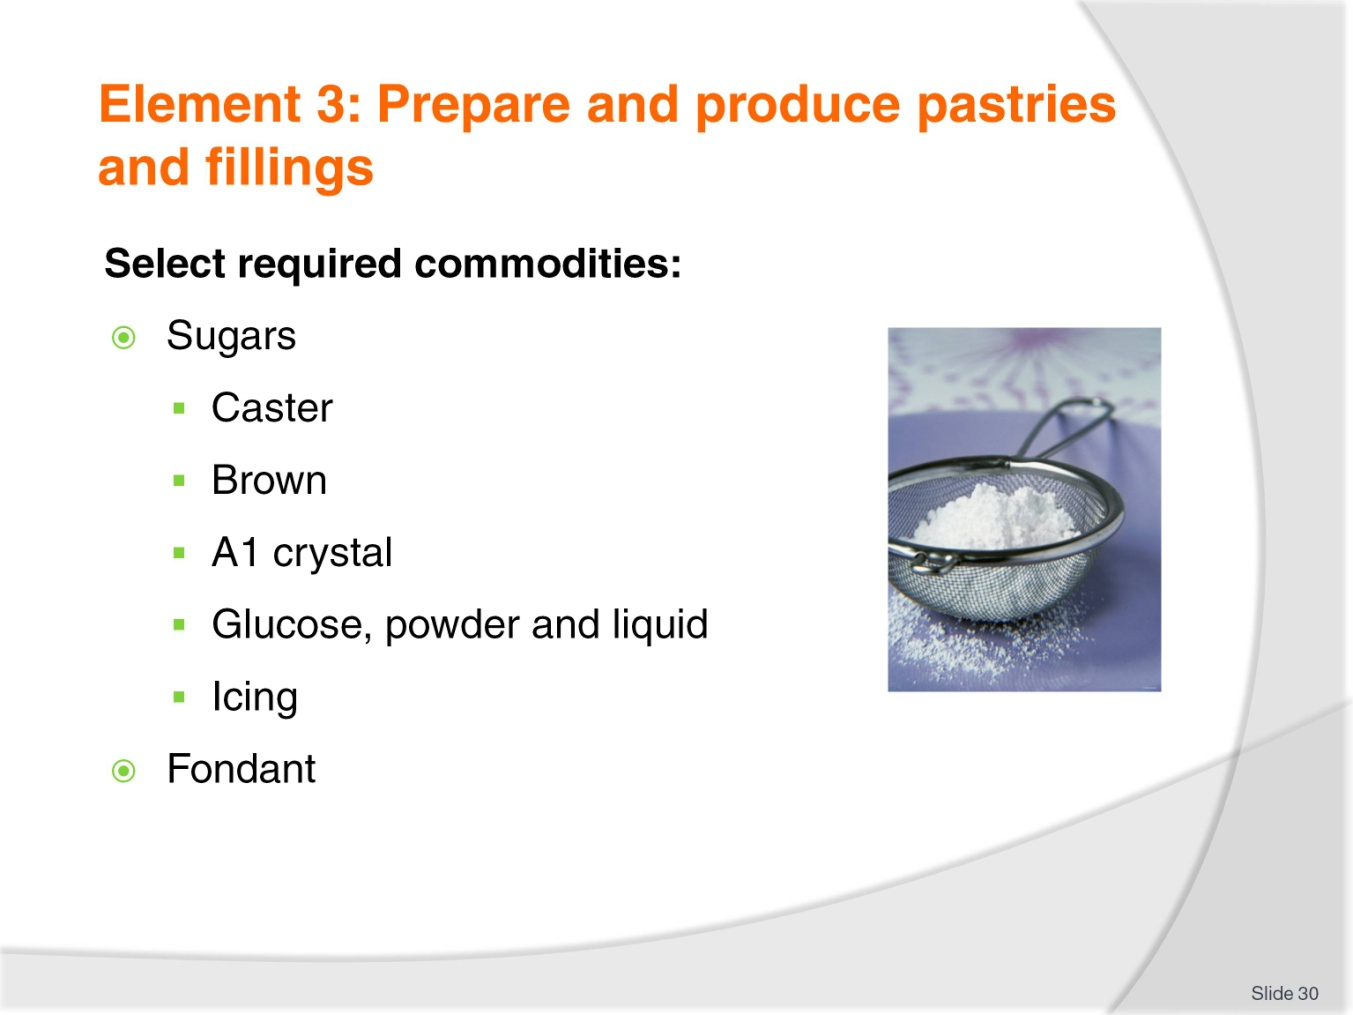 Element 3: Prepare and produce pastries
and fillings
Select required commodities:
Sugars
Caster
Brown
A1 crystal
Glucose, powder and liquid
Icing
Fondant
Slide 30